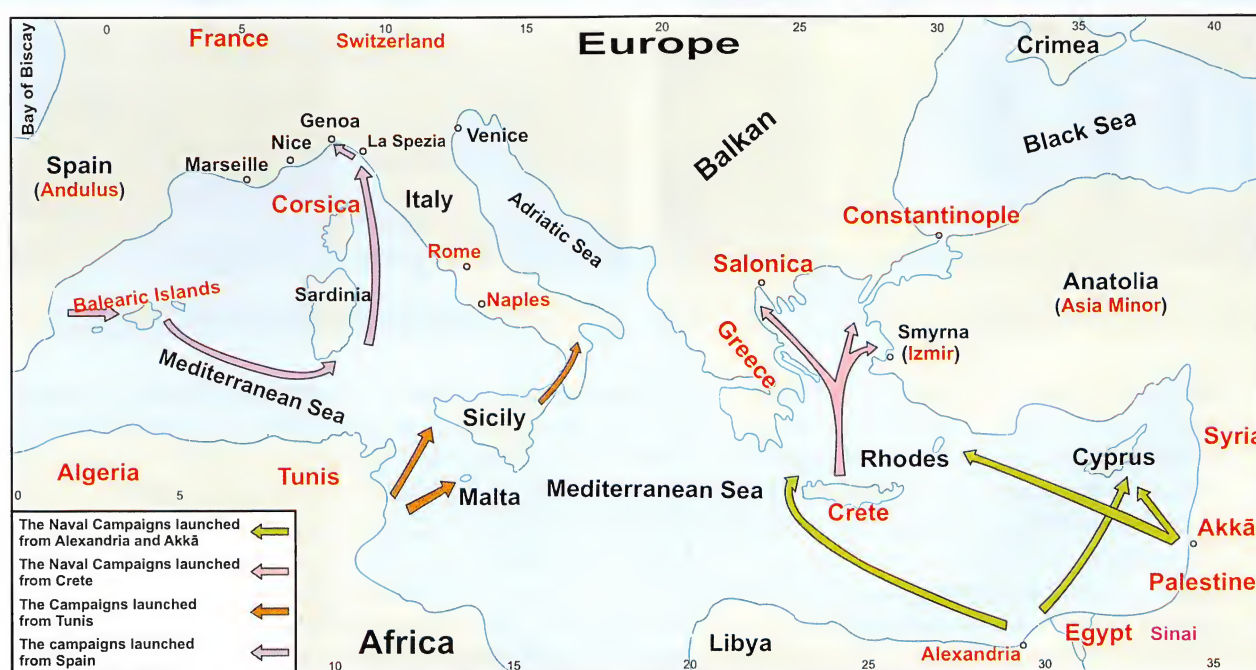 0
5
10
15
20
25
30
35
40
France
Switzerland
Europe
Crimea
Bay of Biscay
Genoa
Nice
La Spezia
Venice
Marseille
Balkan
Black Sea
Spain
(Andulus)
Corsica
Italy
Adriatic Sea
Constantinople
Rome
Salonica
Anatolia
(Asia Minor)
Balearic Islands
Sardinia
Naples
Smyrna
(Izmir)
Greece
Mediterranean Sea
Sicily
Rhodes
Cyprus
Syria
Algeria
Tunis
Malta
Mediterranean Sea
Crete
Akkā
0
5
Palestine
The Naval Campaigns launched
from Alexandria and Akkā
The Naval Campaigns launched
from Crete
The Campaigns launched
from Tunis
The campaigns launched
from Spain
Africa
Libya
Egypt
Sinai
Alexandria
10
15
20
25
30
35